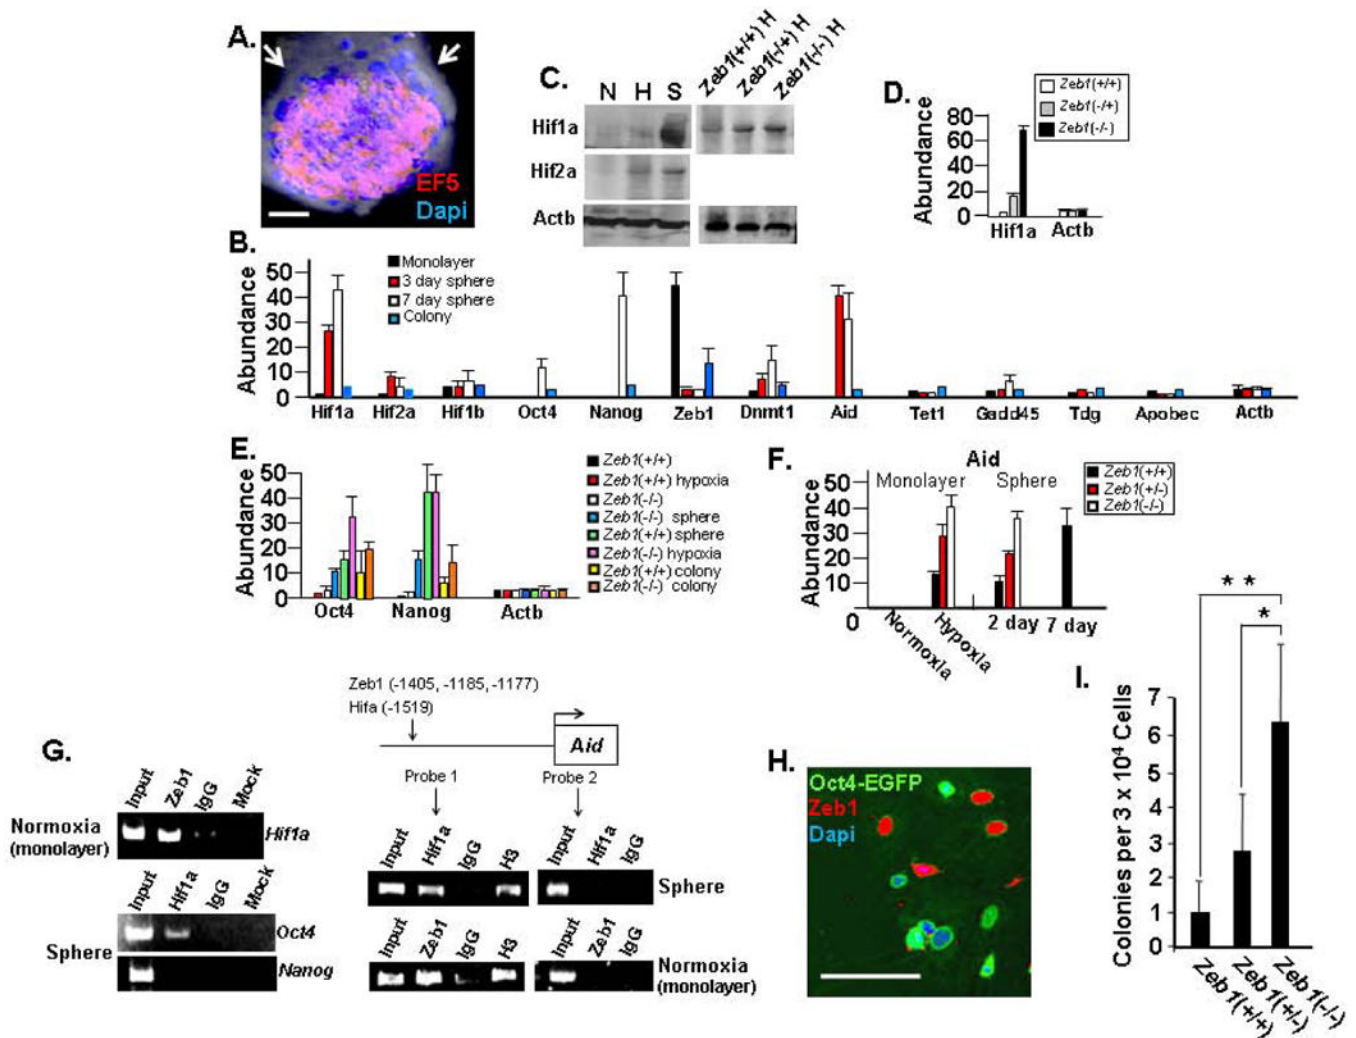 A.
EF5
Dapi
C.
N H S Zeb1(+/+) H Zeb1(-/+) H Zeb1(-/-) H
Hif1a
Hif2a
Actb
D.
Zeb1(+/+)
Zeb1(-/+)
Zeb1(-/-)
Abundance
80
60
40
20
0
Hif1a Actb
B.
Monolayer
3 day sphere
7 day sphere
Colony
Abundance
50
40
30
20
10
Hif1a Hif2a Hif1b Oct4 Nanog Zeb1 Dnmt1 Aid Tet1 Gadd45 Tdg Apobec Actb
E.
Abundance
50
40
30
20
10
0
Oct4 Nanog Actb
Zeb1(+/+)
Zeb1(+/+) hypoxia
Zeb1(-/-)
Zeb1(-/-) sphere
Zeb1(+/+) sphere
Zeb1(-/-) hypoxia
Zeb1(+/+) colony
Zeb1(-/-) colony
F.
Aid
Monolayer Sphere
Zeb1(+/+)
Zeb1(+/-)
Zeb1(-/-)
Abundance
50
40
30
20
10
0
Normoxia Hypoxia 2 day 7 day
G.
Input Zeb1 IgG Mock
Normoxia
(monolayer)
Hif1a
Input Hif1a IgG Mock
Sphere
Oct4
Nanog
Zeb1 (-1405, -1185, -1177)
Hifa (-1519)
Aid
Probe 1 Probe 2
Input Hif1a IgG H3 Input Hif1a IgG
Sphere
Input Zeb1 IgG H3 Input Zeb1 IgG
Normoxia
(monolayer)
H.
Oct4-EGFP
Zeb1
Dapi
I.
* *
*
Colonies per 3 x 10⁴ Cells
7
6
5
4
3
2
1
0
Zeb1(+/+) Zeb1(+/-) Zeb1(-/-)